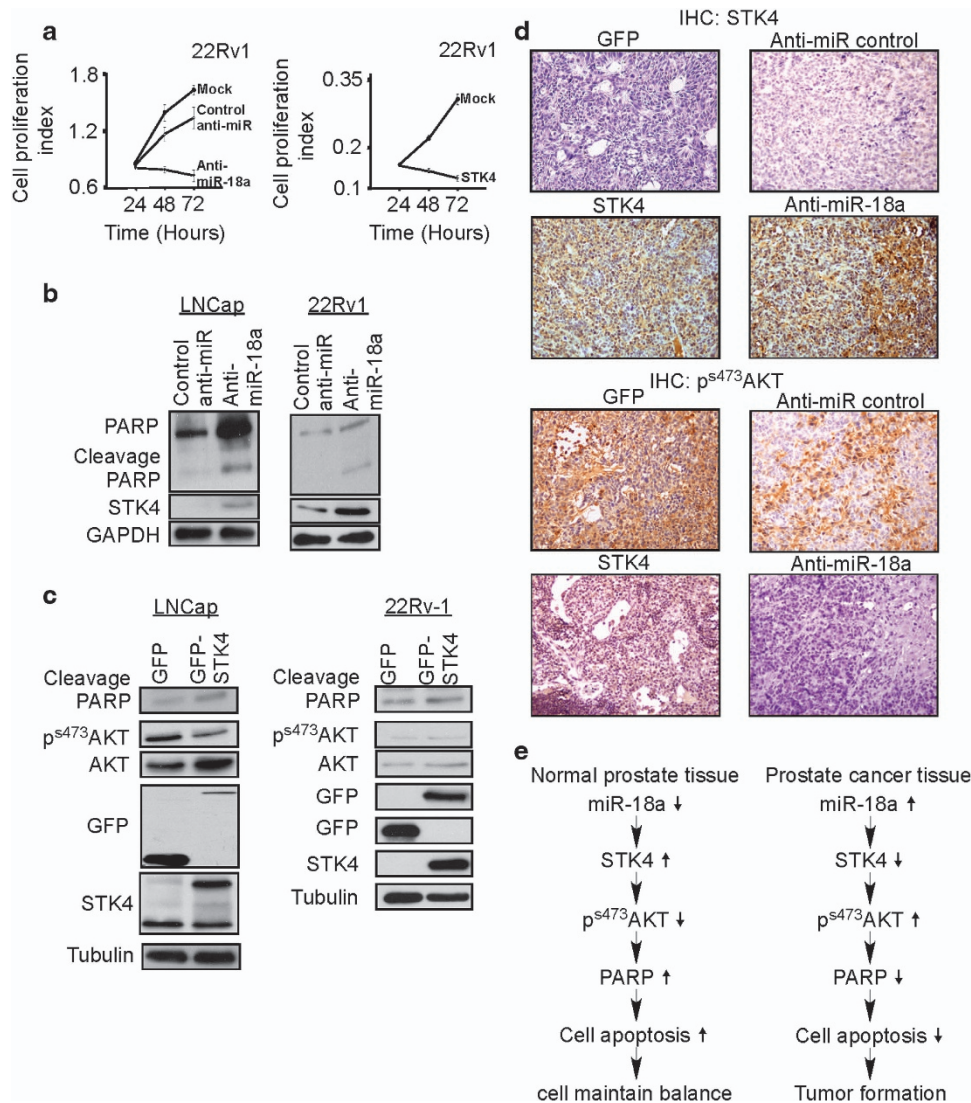 a
22Rv1
Cell proliferation
index
1.8
1.2
0.6
Mock
Control
anti-miR
Anti-
miR-18a
24 48 72
Time (Hours)
22Rv1
Cell proliferation
index
0.35
0.2
0.1
Mock
STK4
24 48 72
Time (Hours)
b
LNCap
Control
anti-miR
Anti-
miR-18a
22Rv1
Control
anti-miR
Anti-
miR-18a
PARP
Cleavage
PARP
STK4
GAPDH
c
LNCap
GFP
GFP-
STK4
Cleavage
PARP
p^s473AKT
AKT
GFP
STK4
Tubulin
22Rv-1
GFP
GFP-
STK4
Cleavage
PARP
p^s473AKT
AKT
GFP
GFP
STK4
Tubulin
d
IHC: STK4
GFP
Anti-miR control
STK4
Anti-miR-18a
IHC: p^s473AKT
GFP
Anti-miR control
STK4
Anti-miR-18a
e
Normal prostate tissue
miR-18a ↓
STK4 ↑
p^s473AKT ↓
PARP ↑
Cell apoptosis ↑
cell maintain balance
Prostate cancer tissue
miR-18a ↑
STK4 ↓
p^s473AKT ↑
PARP ↓
Cell apoptosis ↓
Tumor formation